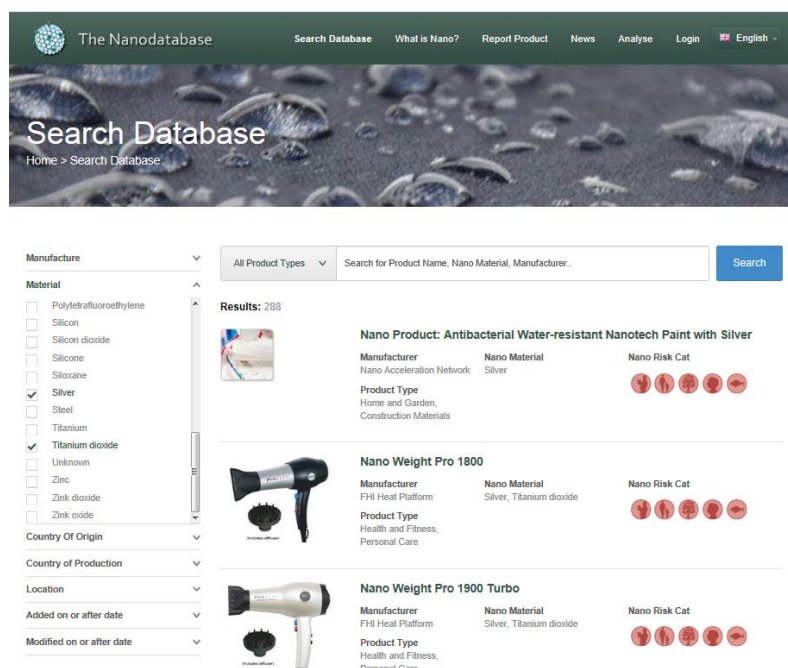 The Nanodatabase
Search Database What is Nano? Report Product News Analyse Login English
Search Database
Home > Search Database
Manufacture
Material
Polytetrafluoroethylene
Silicon
Silicon dioxide
Silicone
Siloxane
Silver
Steel
Titanium
Titanium dioxide
Unknown
Zinc
Zink dioxide
Zink oxide
Country Of Origin
Country of Production
Location
Added on or after date
Modified on or after date
All Product Types Search for Product Name, Nano Material, Manufacturer.. Search
Results: 288
Nano Product: Antibacterial Water-resistant Nanotech Paint with Silver
Manufacturer Nano Material Nano Risk Cat
Nano Acceleration Network Silver
Product Type
Home and Garden,
Construction Materials
Nano Weight Pro 1800
Manufacturer Nano Material Nano Risk Cat
FHI Heat Platform Silver, Titanium dioxide
Product Type
Health and Fitness,
Personal Care
(includes diffuser)
Nano Weight Pro 1900 Turbo
Manufacturer Nano Material Nano Risk Cat
FHI Heat Platform Silver, Titanium dioxide
Product Type
Health and Fitness,
Personal Care
(includes diffuser)